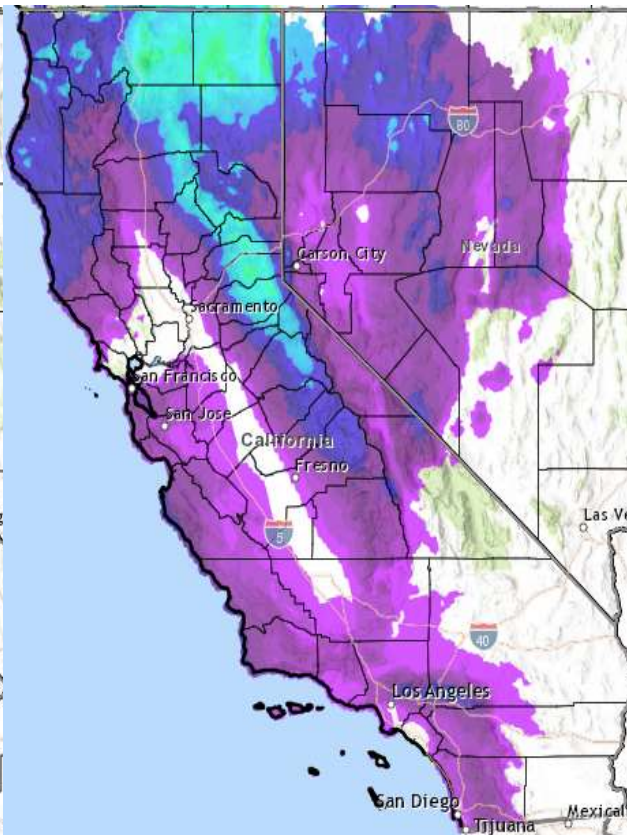 80
Nevada
Carson City
Sacramento
San Francisco
San Jose
California
Fresno
5
Las Ve
40
Los Angeles
San Diego
Tijuana
Mexical